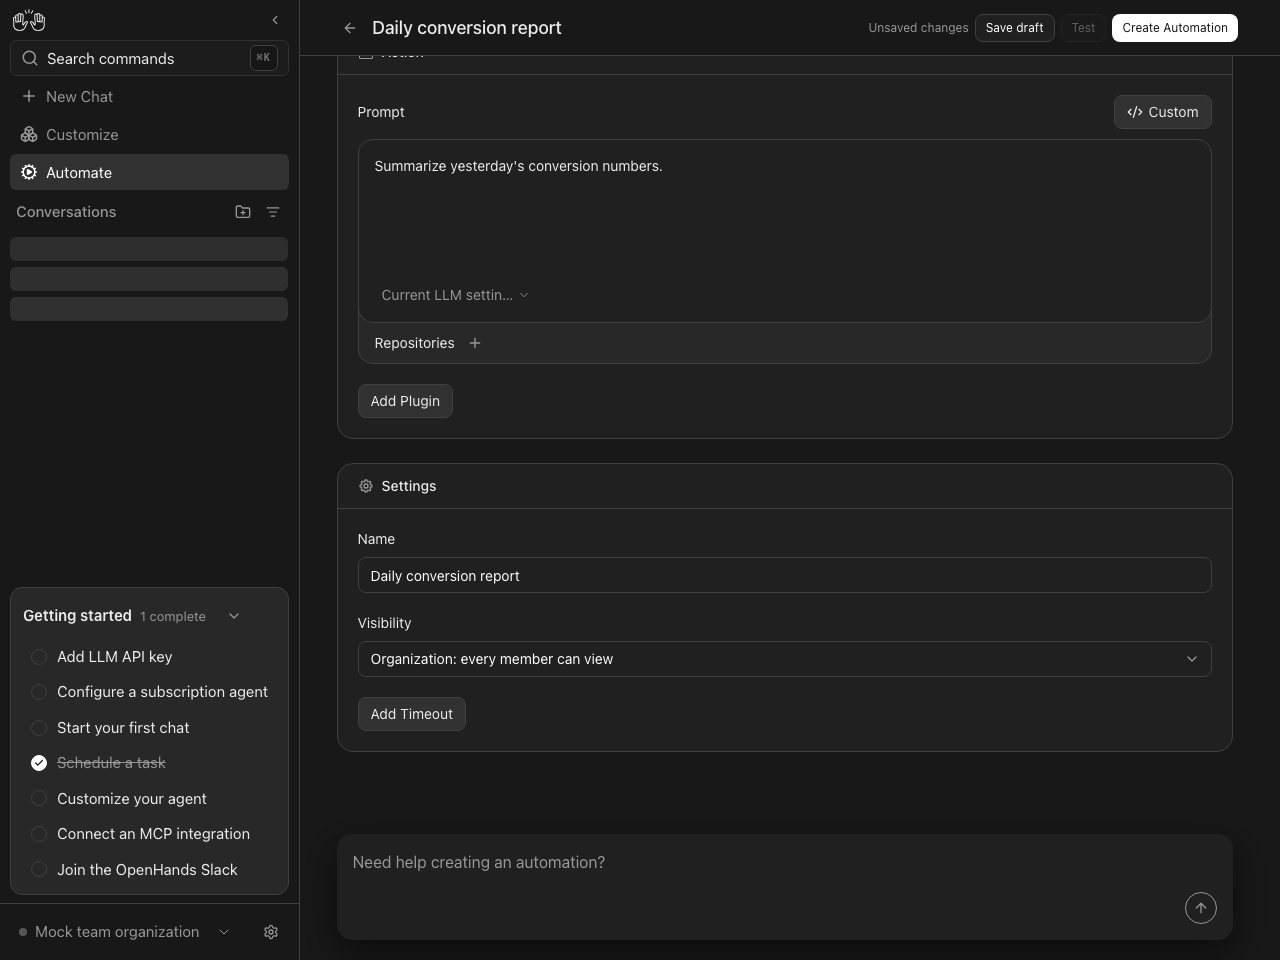 Search commands
⌘K
New Chat
Customize
Automate
Conversations
Getting started 1 complete
Add LLM API key
Configure a subscription agent
Start your first chat
Schedule a task
Customize your agent
Connect an MCP integration
Join the OpenHands Slack
Mock team organization
Daily conversion report
Unsaved changes
Save draft
Test
Create Automation
Prompt
Custom
Summarize yesterday's conversion numbers.
Current LLM settin...
Repositories
Add Plugin
Settings
Name
Daily conversion report
Visibility
Organization: every member can view
Add Timeout
Need help creating an automation?